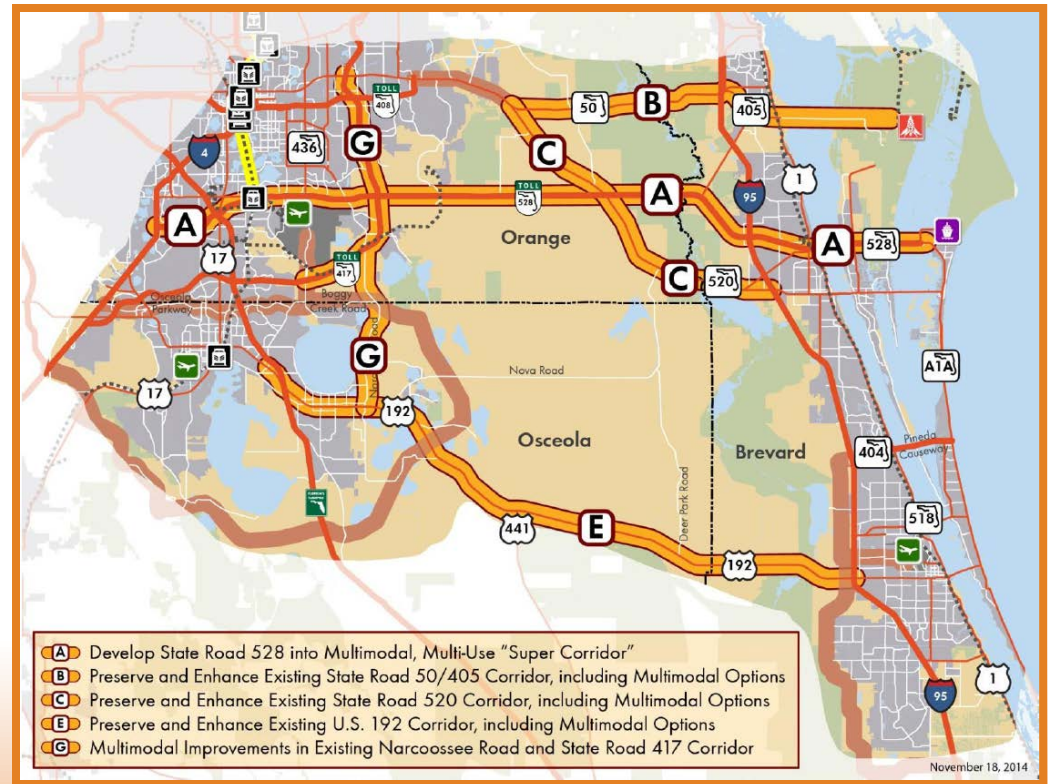 50
B
405
TOLL
408
G
436
4
C
1
TOLL
528
A
95
A
A
528
Orange
17
TOLL
417
C
520
Osceola
Parkway
Boggy
Creek Road
G
A1A
Nova Road
17
192
Osceola
Brevard
404
Pineda
Causeway
Deer Park Road
441
E
518
192
A Develop State Road 528 into Multimodal, Multi-Use “Super Corridor”
B Preserve and Enhance Existing State Road 50/405 Corridor, including Multimodal Options
C Preserve and Enhance Existing State Road 520 Corridor, including Multimodal Options
E Preserve and Enhance Existing U.S. 192 Corridor, including Multimodal Options
G Multimodal Improvements in Existing Narcoossee Road and State Road 417 Corridor
95
1
November 18, 2014